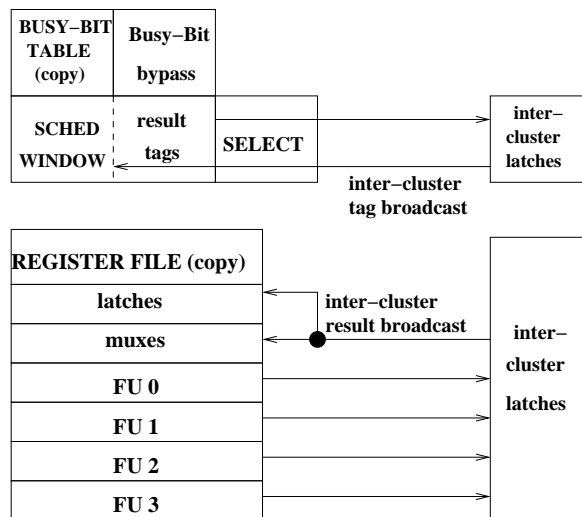 BUSY−BIT
TABLE
(copy)
Busy−Bit
bypass
SCHED
WINDOW
result
tags
SELECT
inter−
cluster
latches
inter−cluster
tag broadcast
REGISTER FILE (copy)
latches
muxes
FU 0
FU 1
FU 2
FU 3
inter−cluster
result broadcast
inter−
cluster
latches